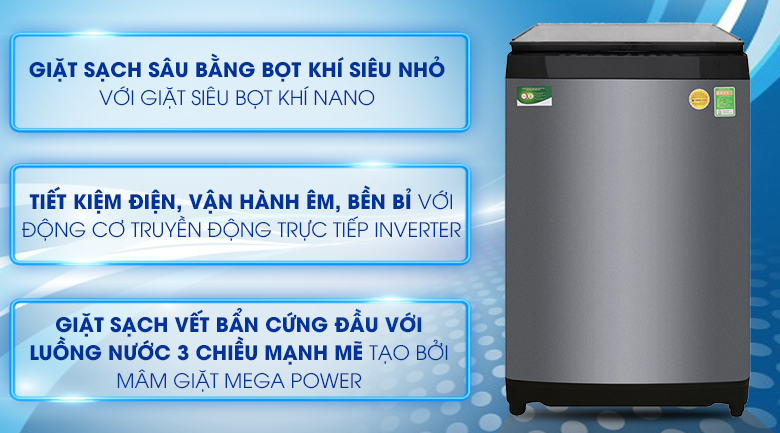 GIẶT SẠCH SÂU BẰNG BỌT KHÍ SIÊU NHỎ
VỚI GIẶT SIÊU BỌT KHÍ NANO
TIẾT KIỆM ĐIỆN, VẬN HÀNH ÊM, BỀN BỈ VỚI
ĐỘNG CƠ TRUYỀN ĐỘNG TRỰC TIẾP INVERTER
GIẶT SẠCH VẾT BẨN CỨNG ĐẦU VỚI
LUỒNG NƯỚC 3 CHIỀU MẠNH MẼ TẠO BỞI
MÂM GIẶT MEGA POWER